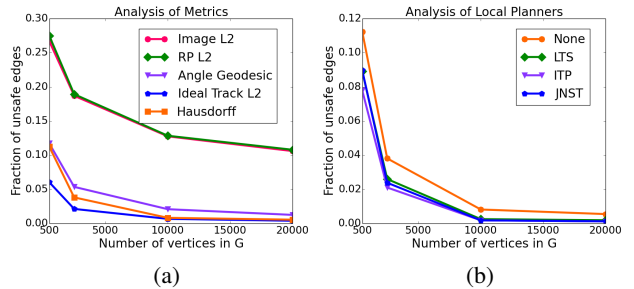 Analysis of Metrics
Fraction of unsafe edges
0.30
0.25
0.20
0.15
0.10
0.05
0.00
Image L2
RP L2
Angle Geodesic
Ideal Track L2
Hausdorff
500 5000 10000 15000 20000
Number of vertices in G
(a)
Analysis of Local Planners
Fraction of unsafe edges
0.12
0.10
0.08
0.06
0.04
0.02
0.00
None
LTS
ITP
JNST
500 5000 10000 15000 20000
Number of vertices in G
(b)